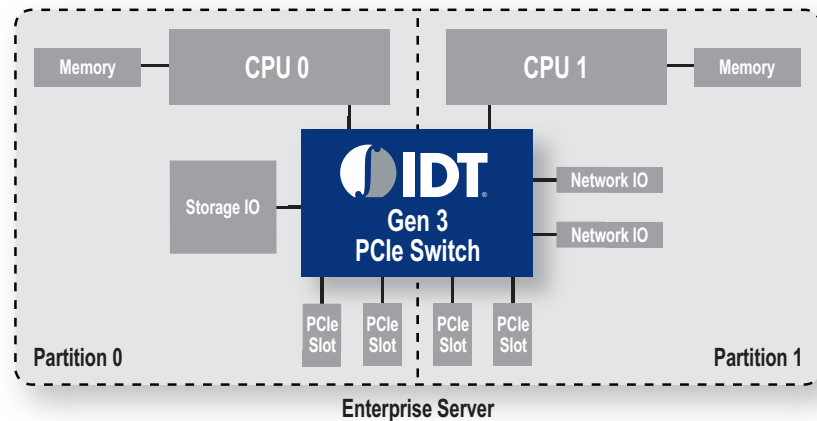 CPU 0
CPU 1
Memory
Memory
IDT®
Gen 3
PCIe Switch
Storage IO
Network IO
Network IO
PCIe
Slot
PCIe
Slot
PCIe
Slot
PCIe
Slot
Partition 0
Partition 1
Enterprise Server